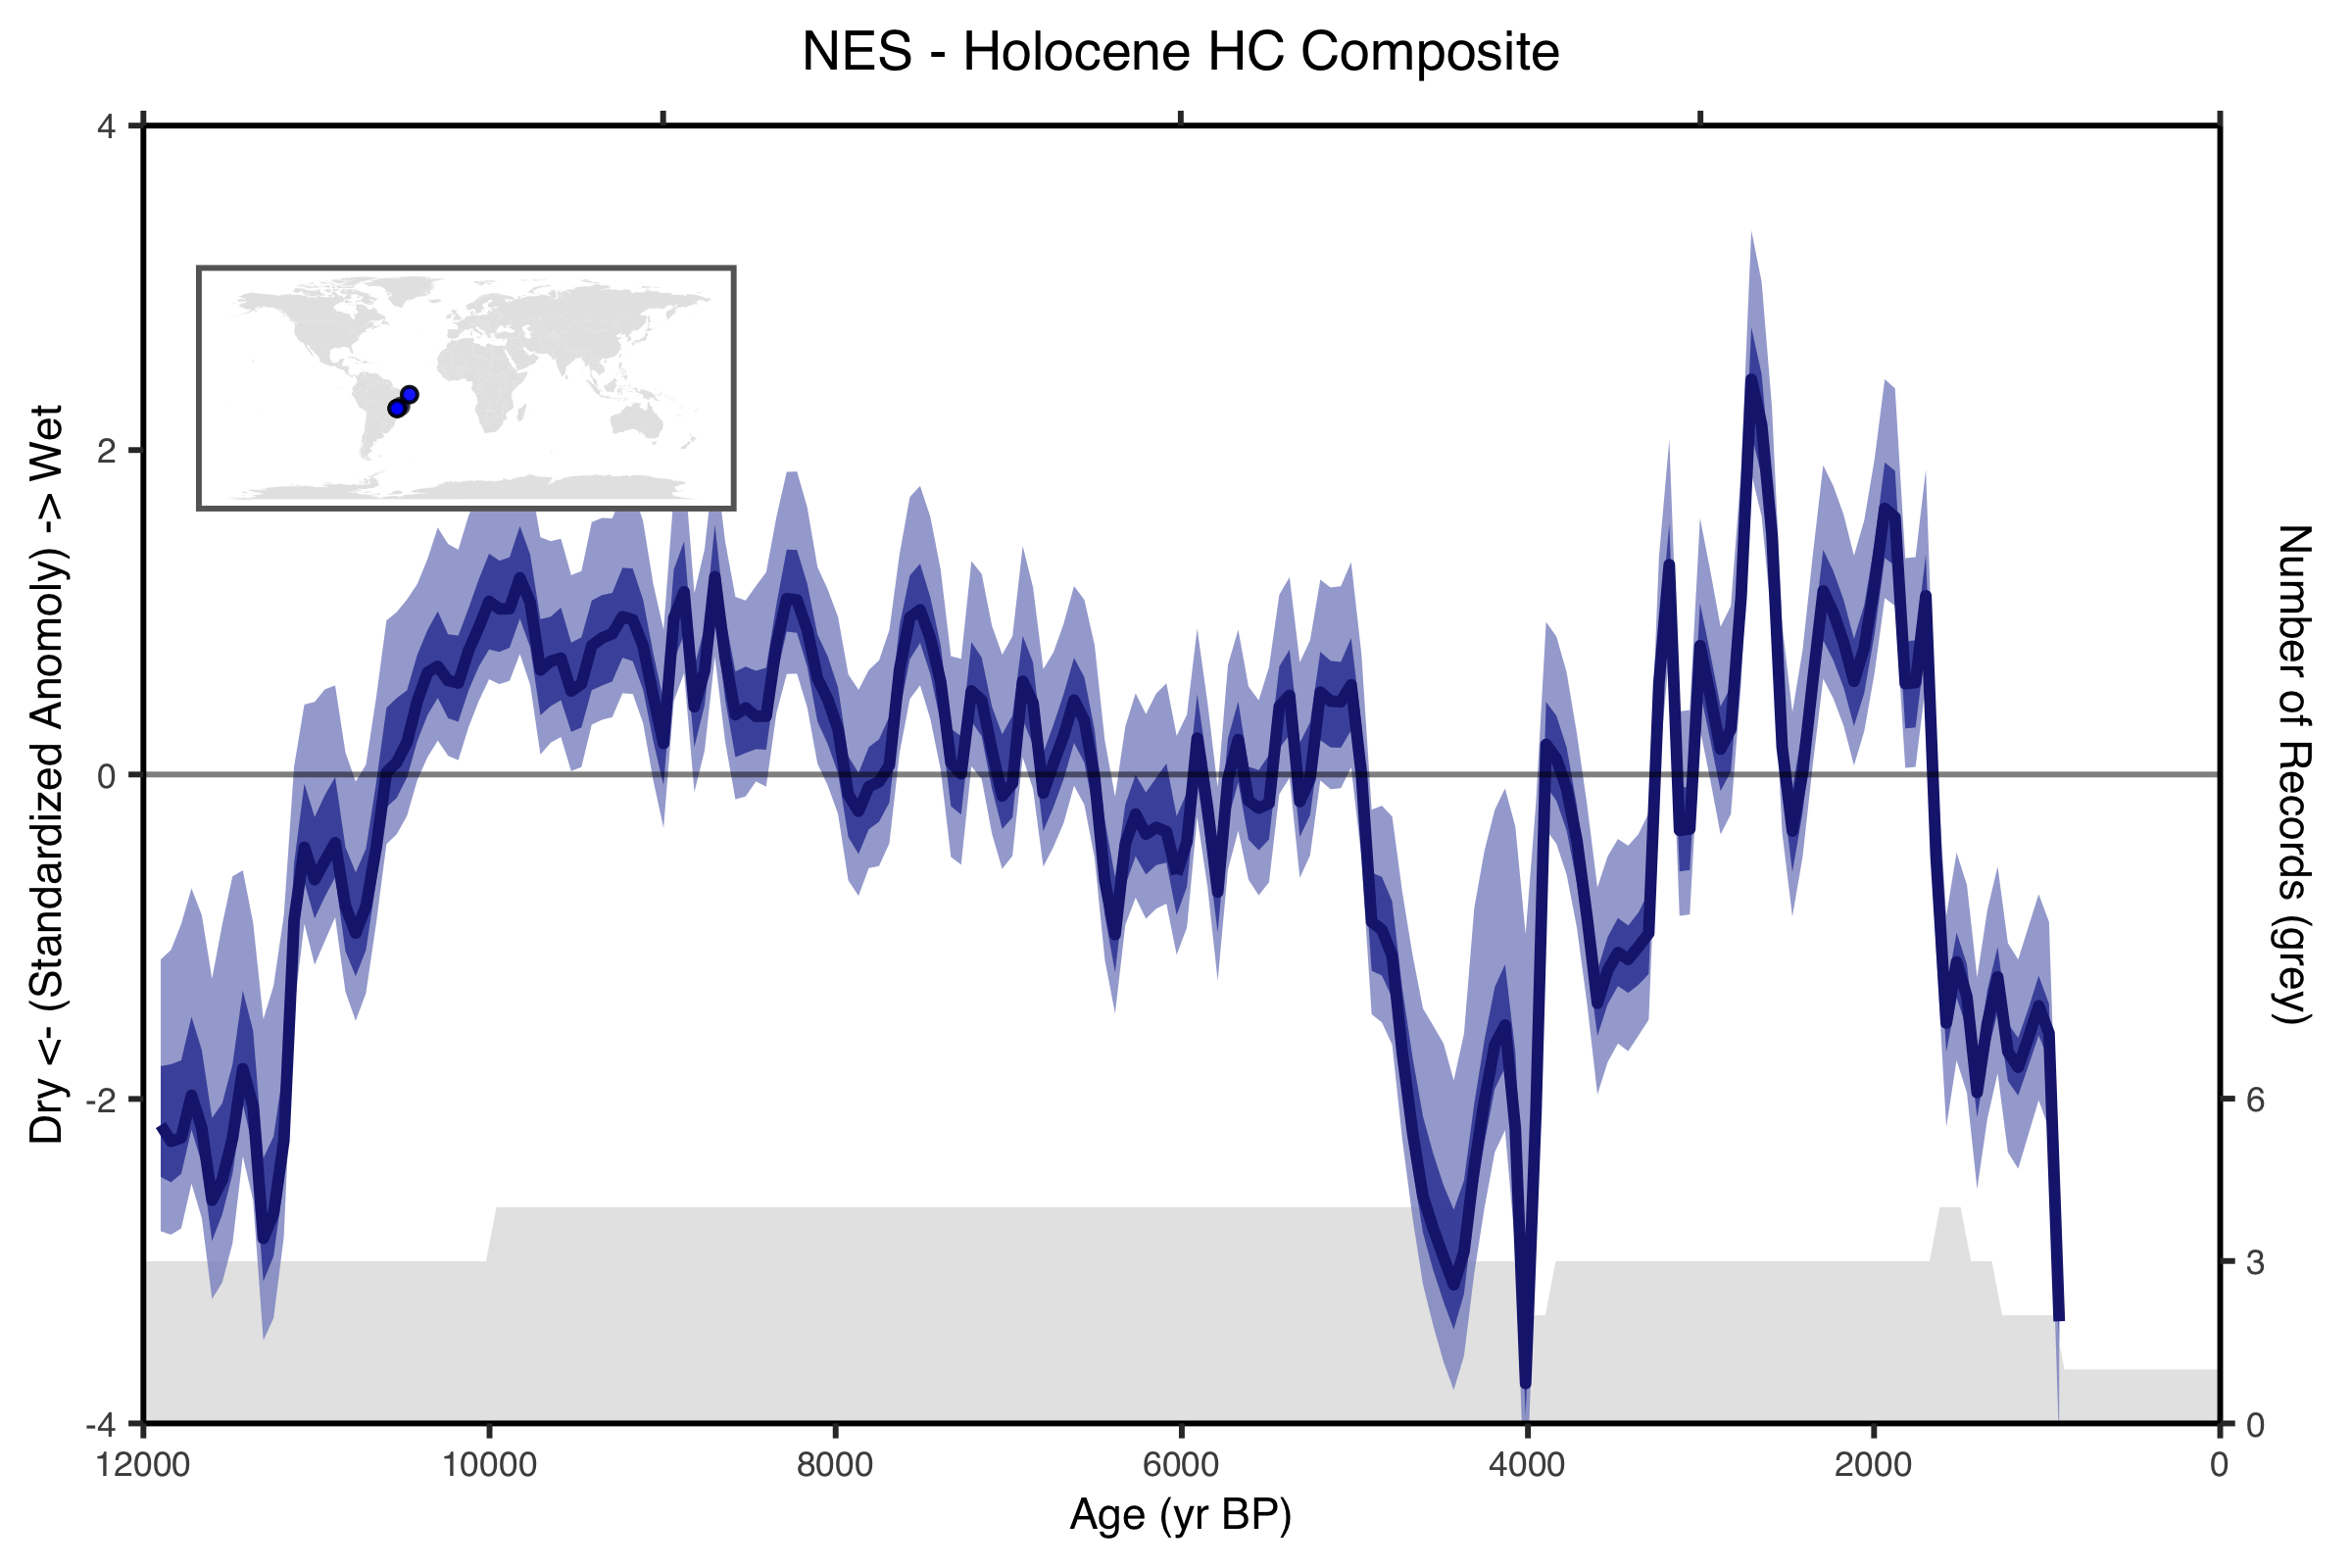 NES - Holocene HC Composite
Dry <- (Standardized Anomoly) -> Wet
4
2
0
-2
-4
Number of Records (grey)
6
3
0
12000 10000 8000 6000 4000 2000 0
Age (yr BP)